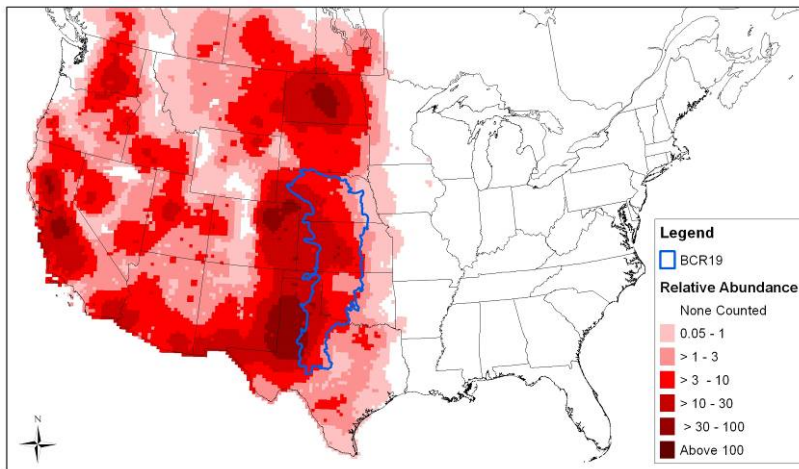 Legend
BCR19
Relative Abundance
None Counted
0.05 - 1
> 1 - 3
> 3 - 10
> 10 - 30
> 30 - 100
Above 100
N